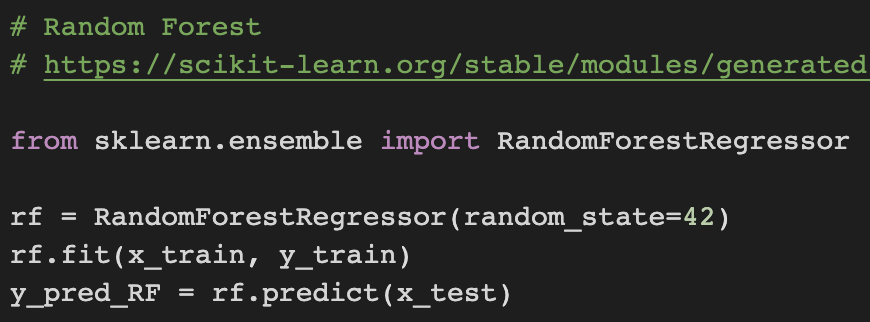 # Random Forest
# https://scikit-learn.org/stable/modules/generated
from sklearn.ensemble import RandomForestRegressor
rf = RandomForestRegressor(random_state=42)
rf.fit(x_train, y_train)
y_pred_RF = rf.predict(x_test)